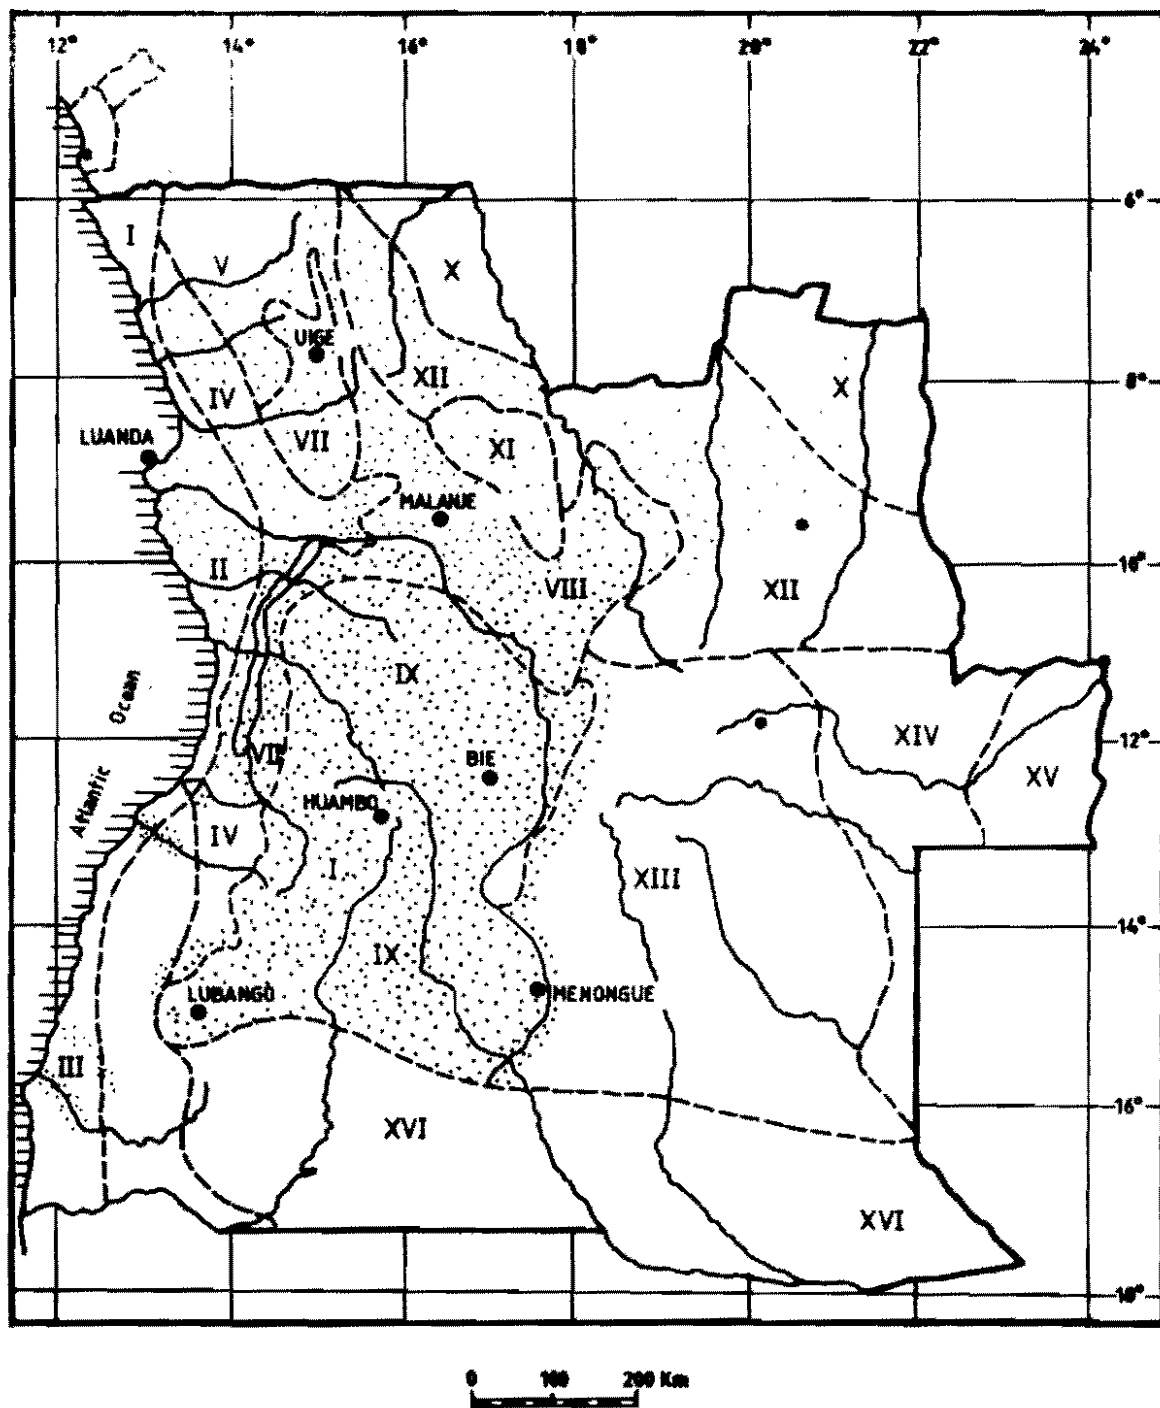 12° 14° 16° 18° 20° 22° 24°
6°
I
V
X
UIGE
8°
XII
X
IV
LUANDA
VII
XI
MALANJE
II
VIII
10°
XII
IX
Ocean
XIV
12°
VII
BIE
XV
Atlantic
HUAMBO
IV
I
XIII
14°
IX
LUBANGO
MENONGUE
III
16°
XVI
XVI
18°
0 100 200 Km